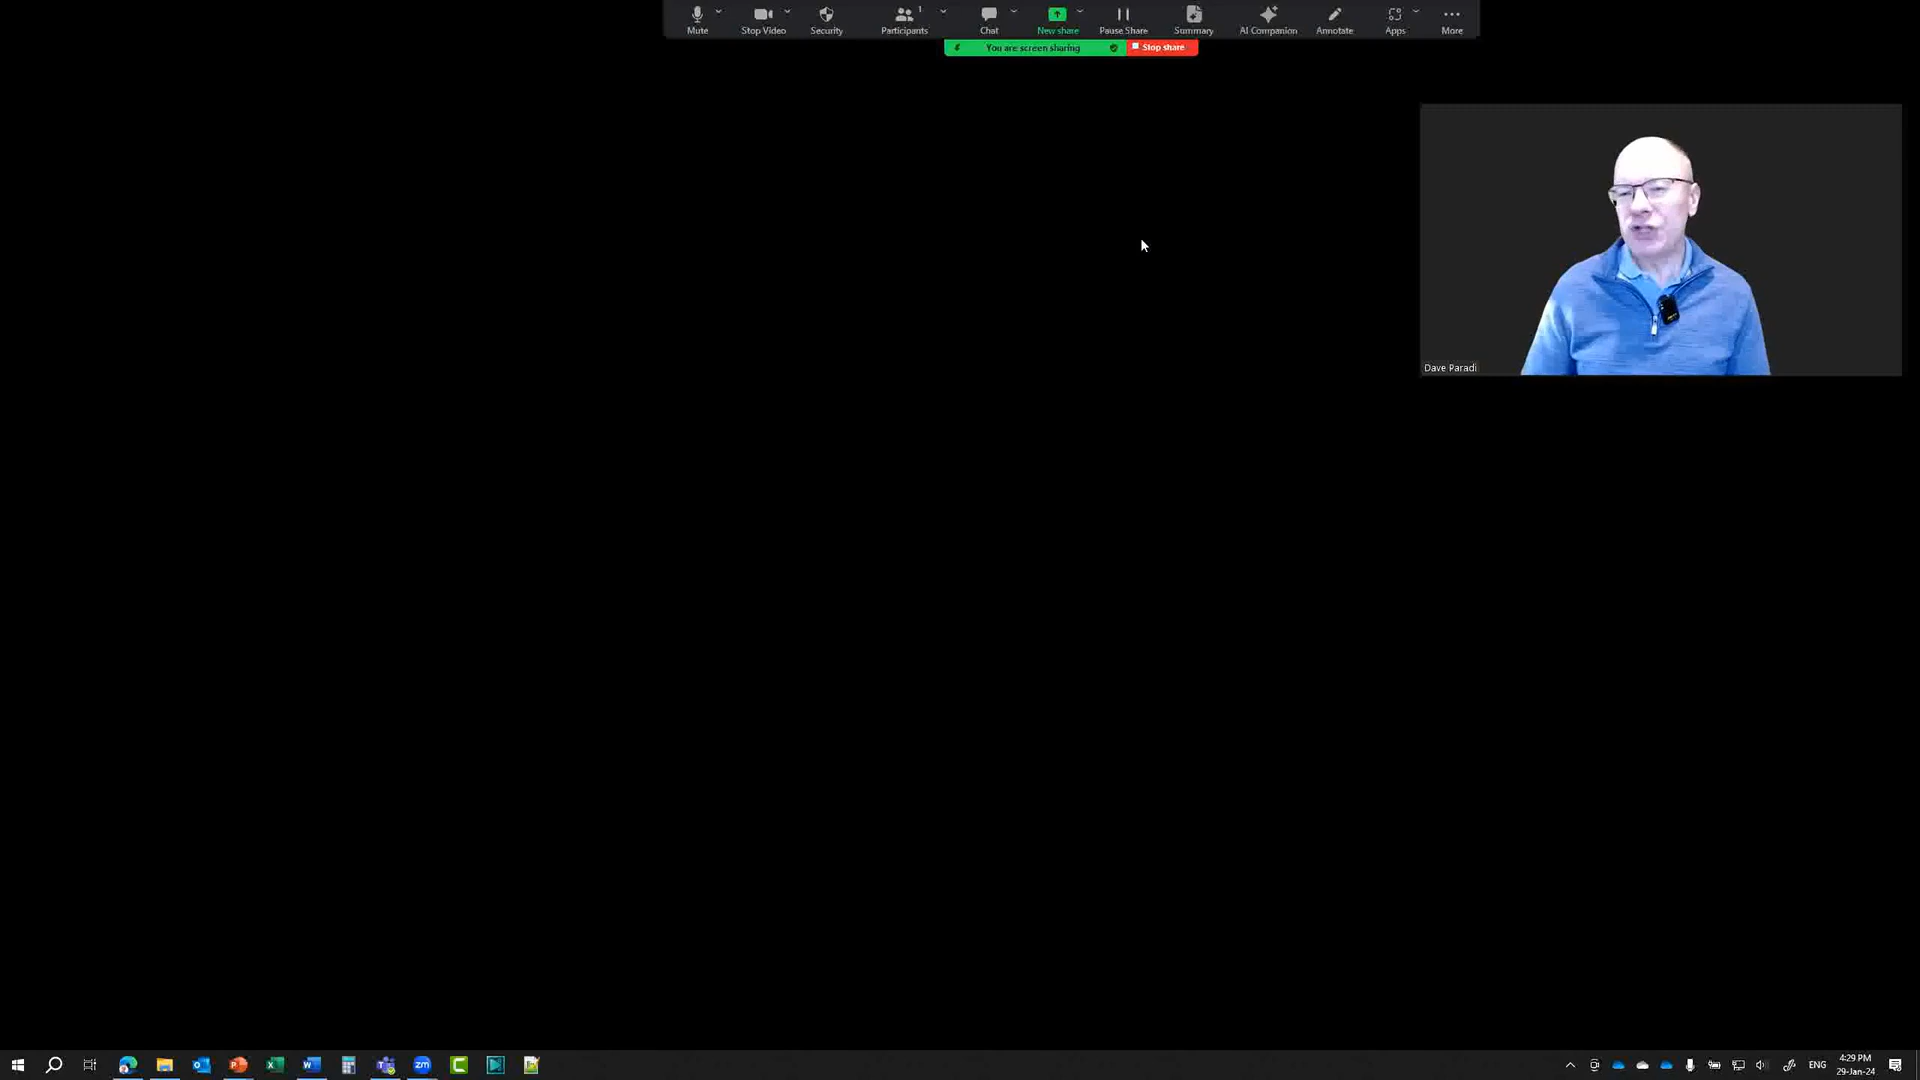 Mute
Stop Video
Security
Participants
1
Chat
New share
Pause Share
Summary
AI Companion
Annotate
Apps
More
You are screen sharing
Stop share
Dave Paradi
ENG
4:29 PM
29-Jan-24